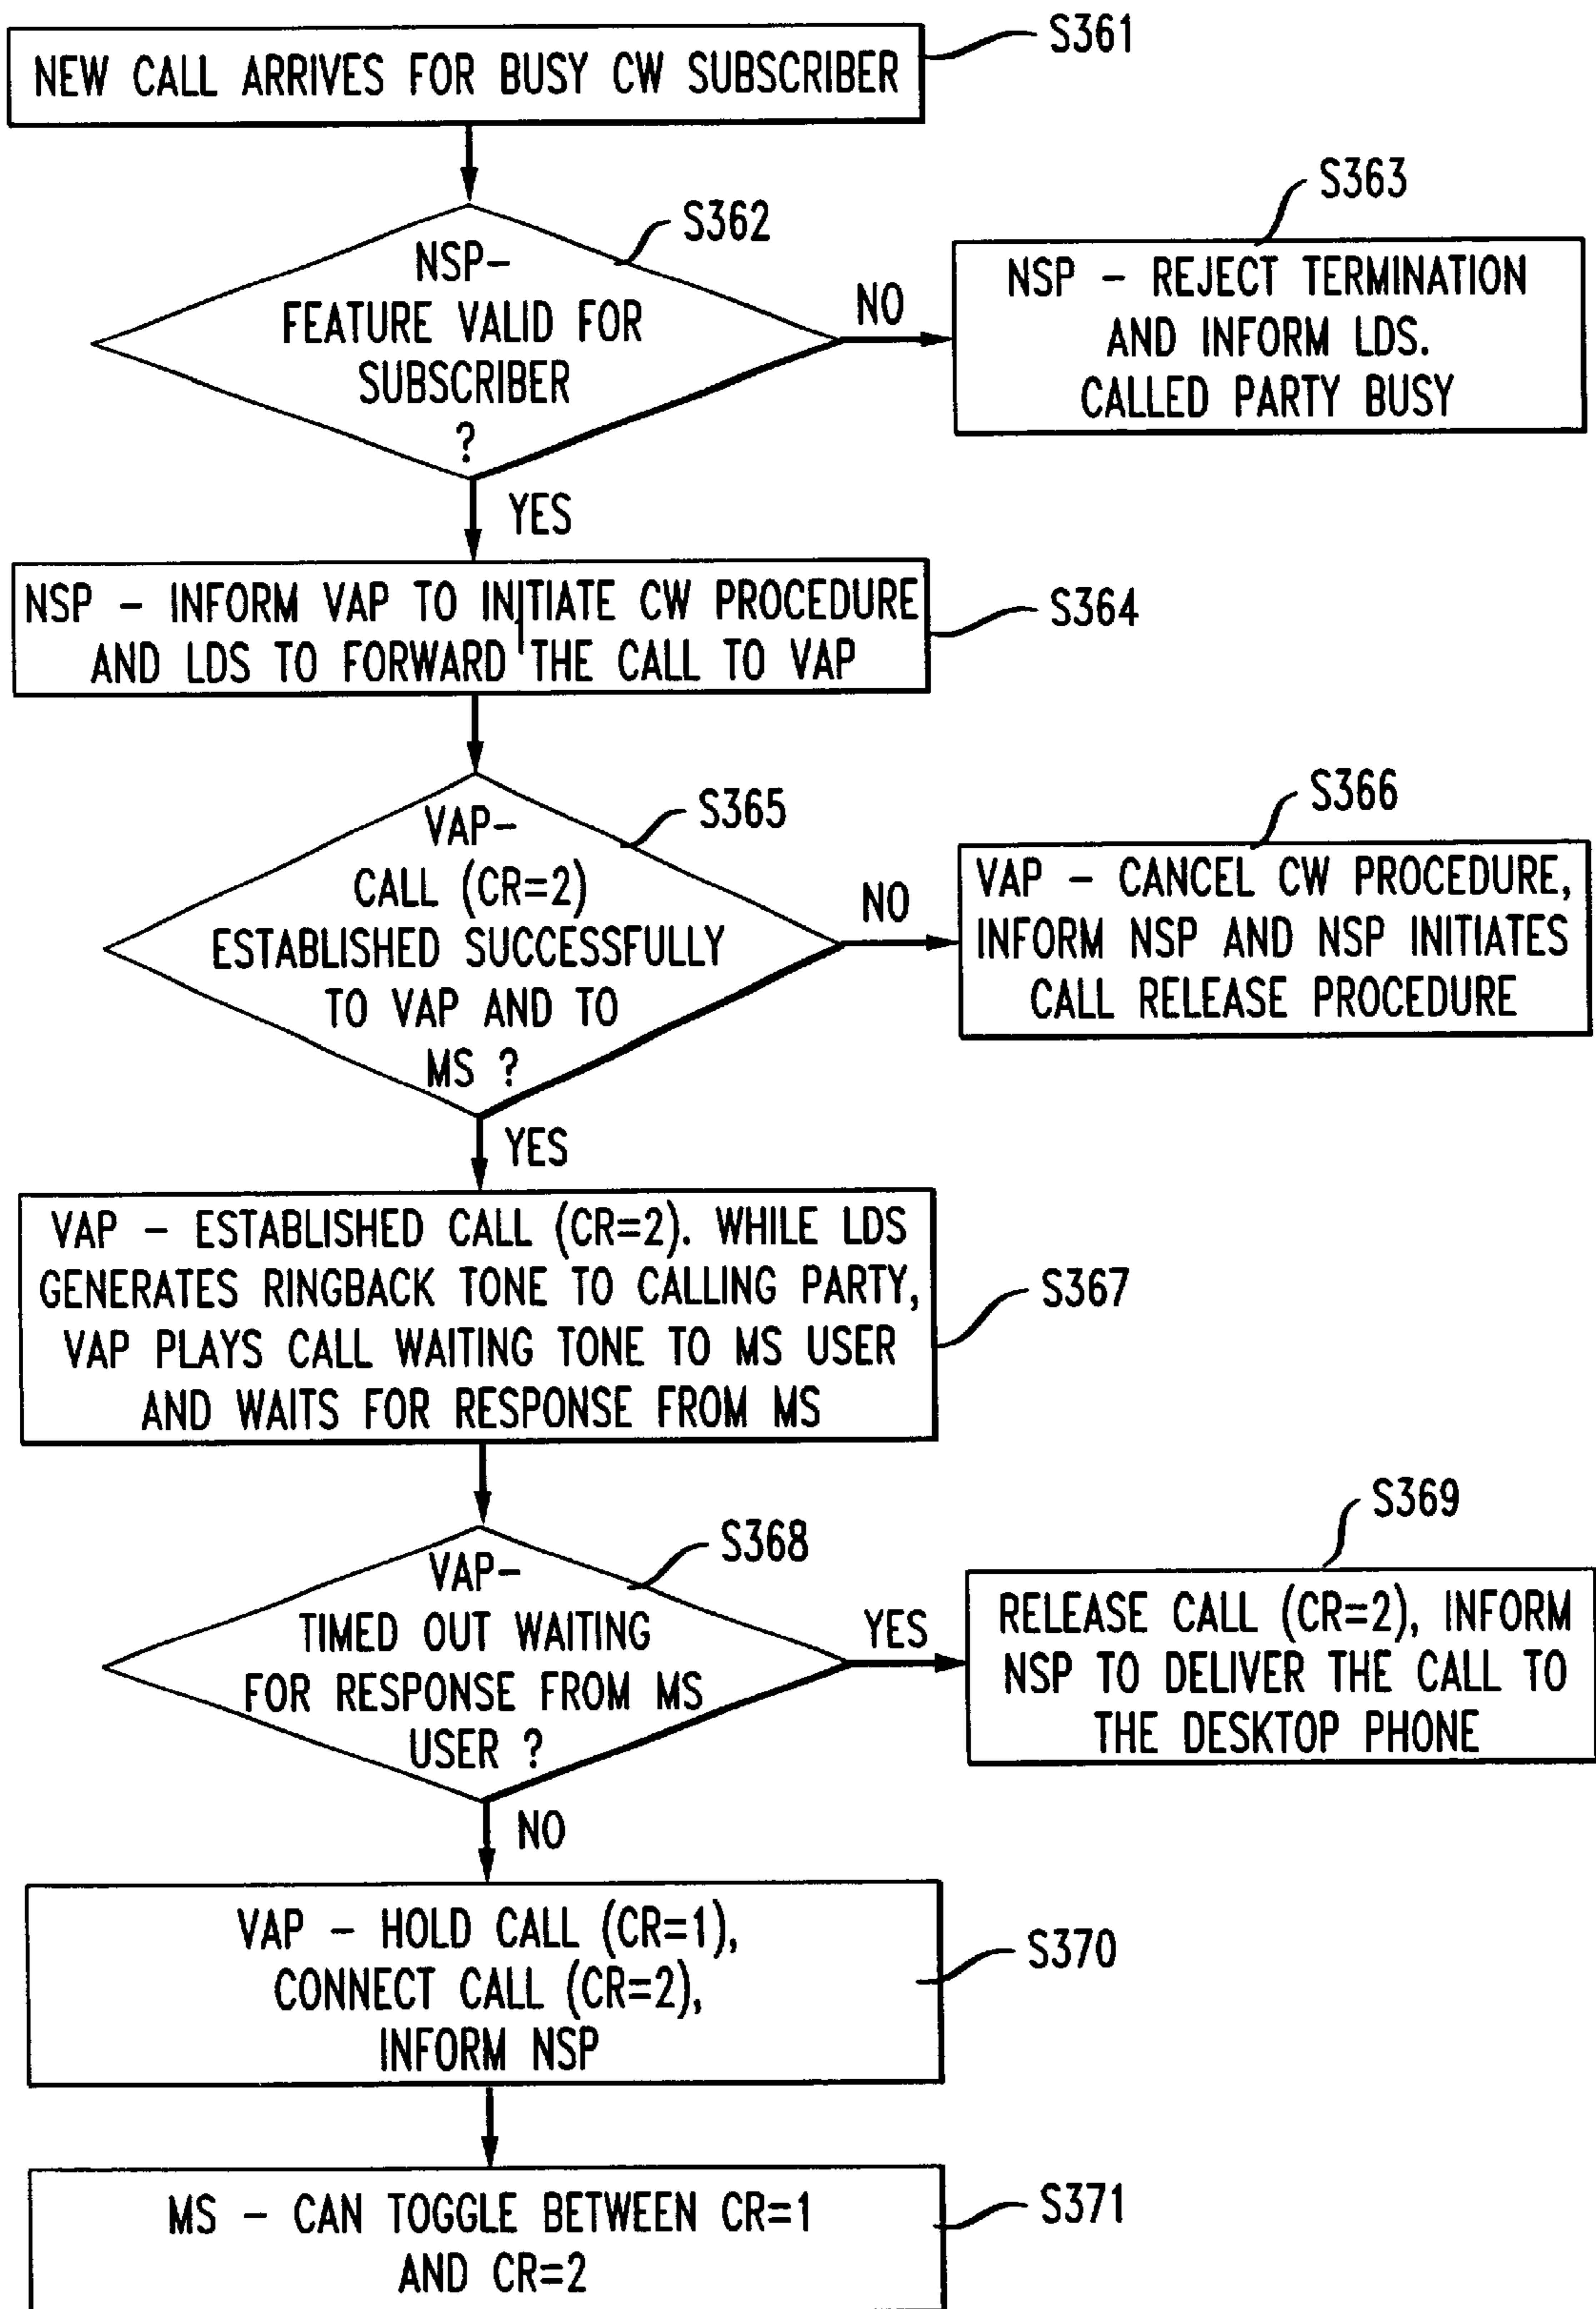 S361
NEW CALL ARRIVES FOR BUSY CW SUBSCRIBER
S362
NSP-
FEATURE VALID FOR
SUBSCRIBER
?
NO
S363
NSP - REJECT TERMINATION
AND INFORM LDS.
CALLED PARTY BUSY
YES
NSP - INFORM VAP TO INITIATE CW PROCEDURE
AND LDS TO FORWARD THE CALL TO VAP
S364
S365
VAP-
CALL (CR=2)
ESTABLISHED SUCCESSFULLY
TO VAP AND TO
MS ?
NO
S366
VAP - CANCEL CW PROCEDURE,
INFORM NSP AND NSP INITIATES
CALL RELEASE PROCEDURE
YES
VAP - ESTABLISHED CALL (CR=2). WHILE LDS
GENERATES RINGBACK TONE TO CALLING PARTY,
VAP PLAYS CALL WAITING TONE TO MS USER
AND WAITS FOR RESPONSE FROM MS
S367
S368
VAP-
TIMED OUT WAITING
FOR RESPONSE FROM MS
USER ?
YES
S369
RELEASE CALL (CR=2), INFORM
NSP TO DELIVER THE CALL TO
THE DESKTOP PHONE
NO
VAP - HOLD CALL (CR=1),
CONNECT CALL (CR=2),
INFORM NSP
S370
MS - CAN TOGGLE BETWEEN CR=1
AND CR=2
S371